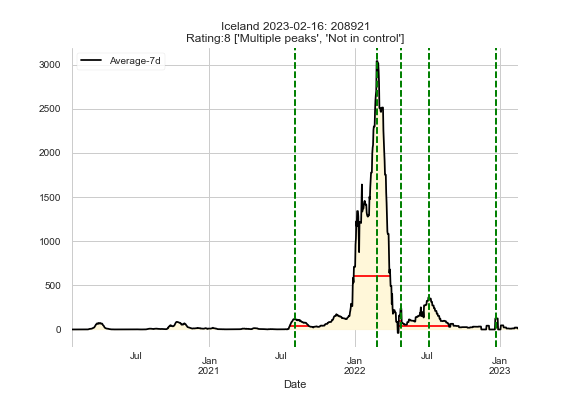 Iceland 2023-02-16: 208921
Rating:8 ['Multiple peaks', 'Not in control']
Average-7d
3000
2500
2000
1500
1000
500
0
Jul
Jan
2021
Jul
Jan
2022
Jul
Jan
2023
Date